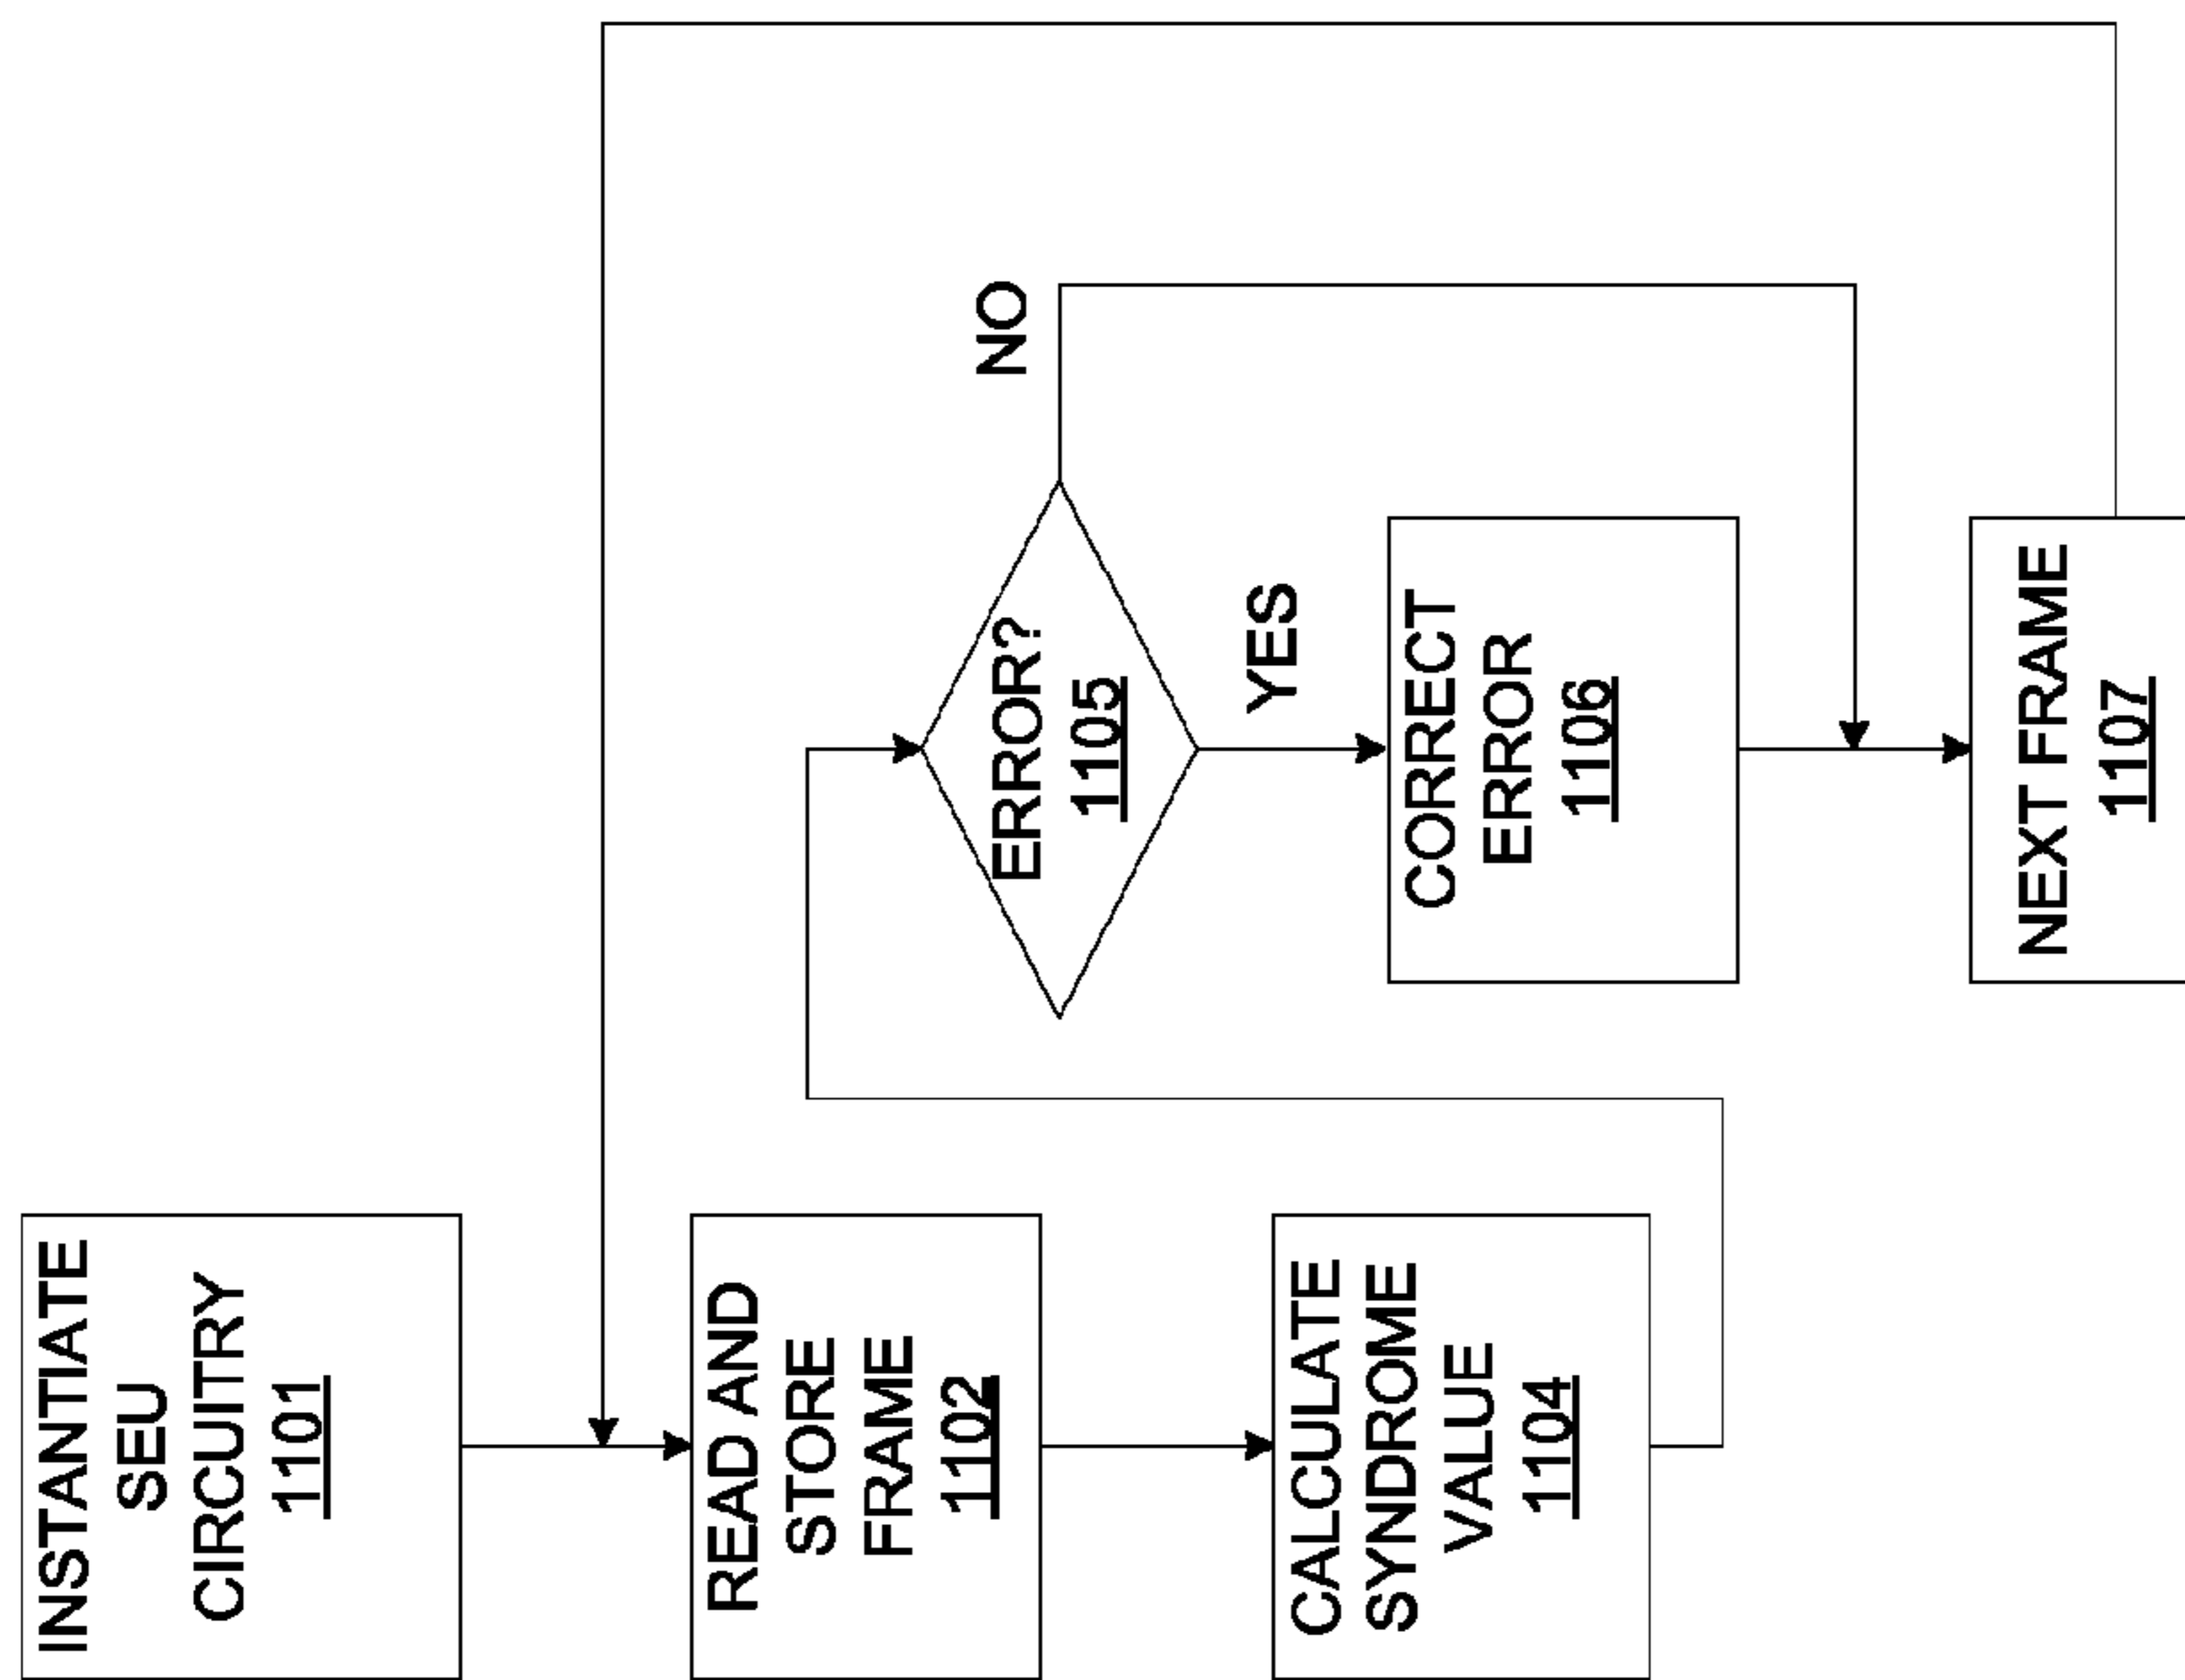 INSTANTIATE
SEU
CIRCUITRY
1101
READ AND
STORE
FRAME
1102
CALCULATE
SYNDROME
VALUE
1104
ERROR?
1105
NO
YES
CORRECT
ERROR
1106
NEXT FRAME
1107